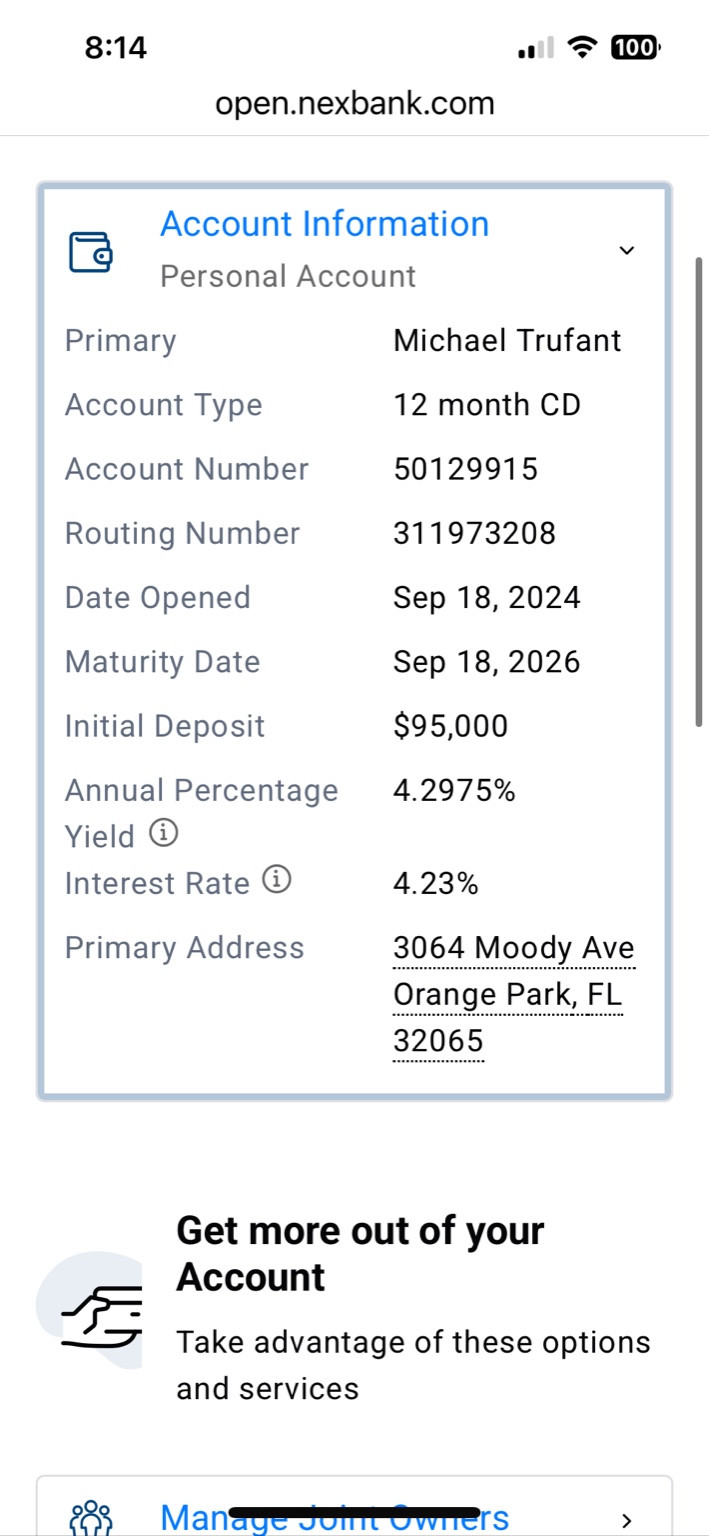 8:14
100
open.nexbank.com
Account Information
Personal Account
Primary Michael Trufant
Account Type 12 month CD
Account Number 50129915
Routing Number 311973208
Date Opened Sep 18, 2024
Maturity Date Sep 18, 2026
Initial Deposit $95,000
Annual Percentage 4.2975%
Yield
Interest Rate 4.23%
Primary Address 3064 Moody Ave
Orange Park, FL
32065
Get more out of your
Account
Take advantage of these options
and services
Manage Joint Owners